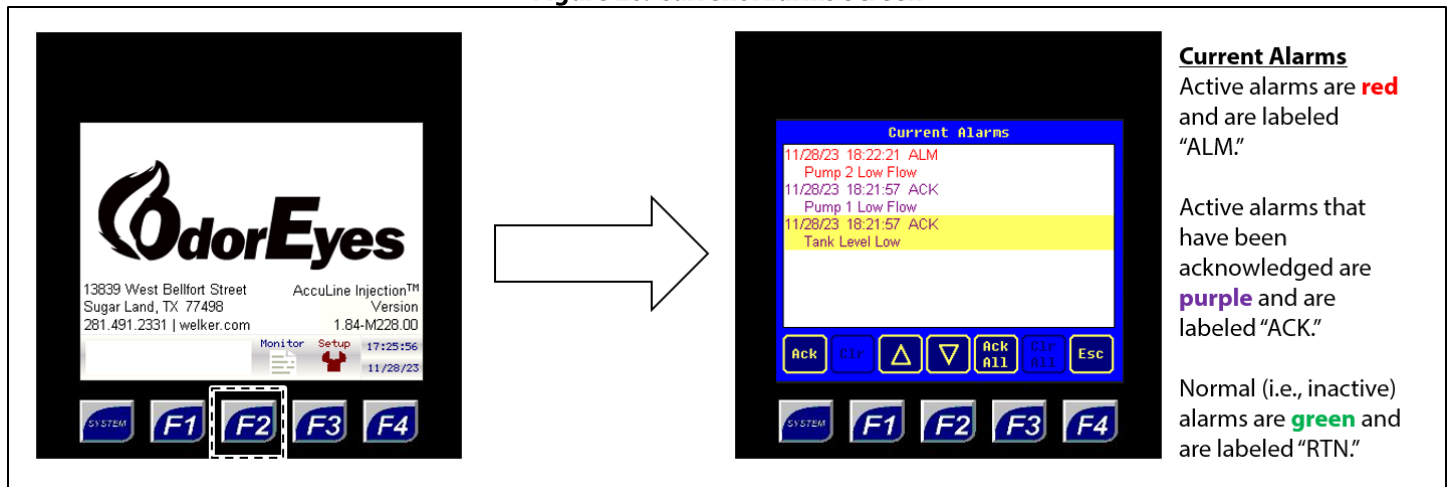 OdorEyes
13839 West Bellfort Street
Sugar Land, TX 77498
281.491.2331 | welker.com
AccuLine Injection™
Version
1.84-M228.00
Monitor Setup 17:25:56
11/28/23
SYSTEM F1 F2 F3 F4
Current Alarms
11/28/23 18:22:21 ALM
Pump 2 Low Flow
11/28/23 18:21:57 ACK
Pump 1 Low Flow
11/28/23 18:21:57 ACK
Tank Level Low
Ack Clr Ack All Clr All Esc
SYSTEM F1 F2 F3 F4
Current Alarms
Active alarms are red
and are labeled
“ALM.”
Active alarms that
have been
acknowledged are
purple and are
labeled “ACK.”
Normal (i.e., inactive)
alarms are green and
are labeled “RTN.”